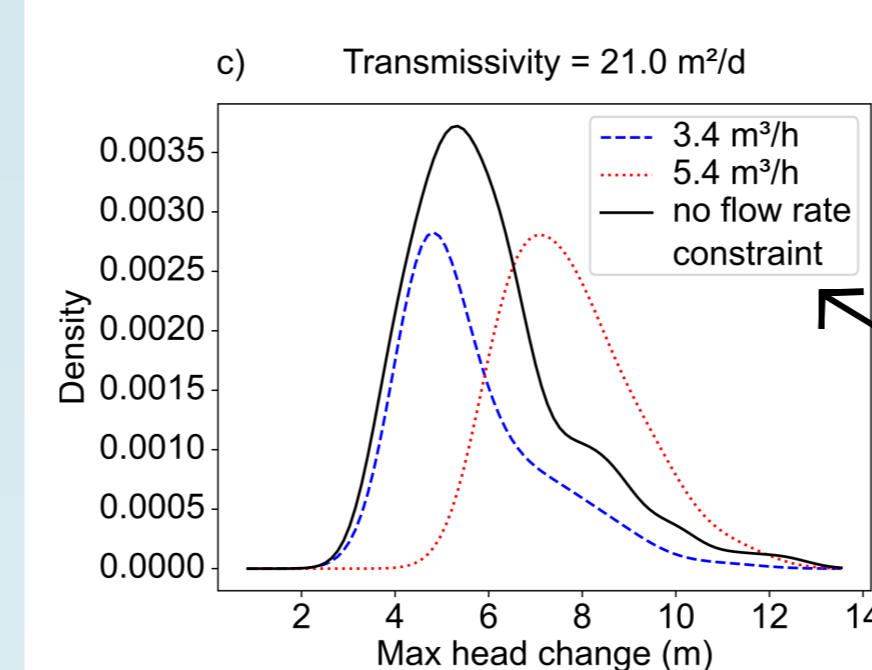 c)
Transmissivity = 21.0 m²/d
3.4 m³/h
5.4 m³/h
no flow rate
constraint
Density
0.0035
0.0030
0.0025
0.0020
0.0015
0.0010
0.0005
0.0000
2 4 6 8 10 12 14
Max head change (m)